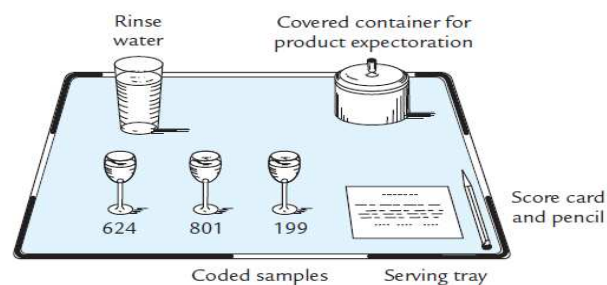 Rinse
water
Covered container for
product expectoration
624 801 199
Score card
and pencil
Coded samples
Serving tray